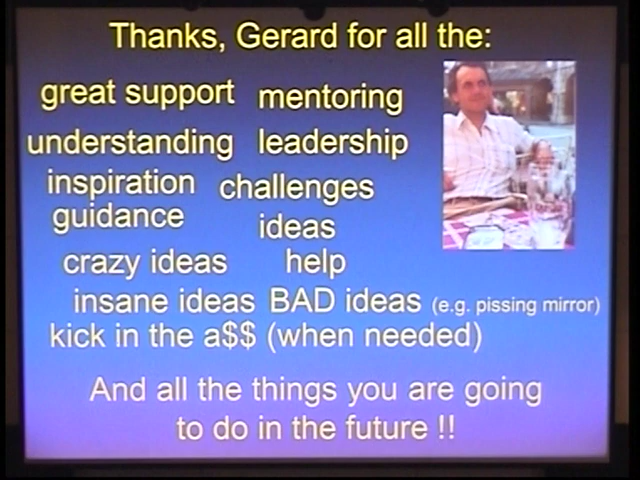 Thanks, Gerard for all the:
great support mentoring
understanding leadership
inspiration challenges
guidance ideas
crazy ideas help
insane ideas BAD ideas (e.g. pissing mirror)
kick in the a$$ (when needed)
And all the things you are going
to do in the future !!